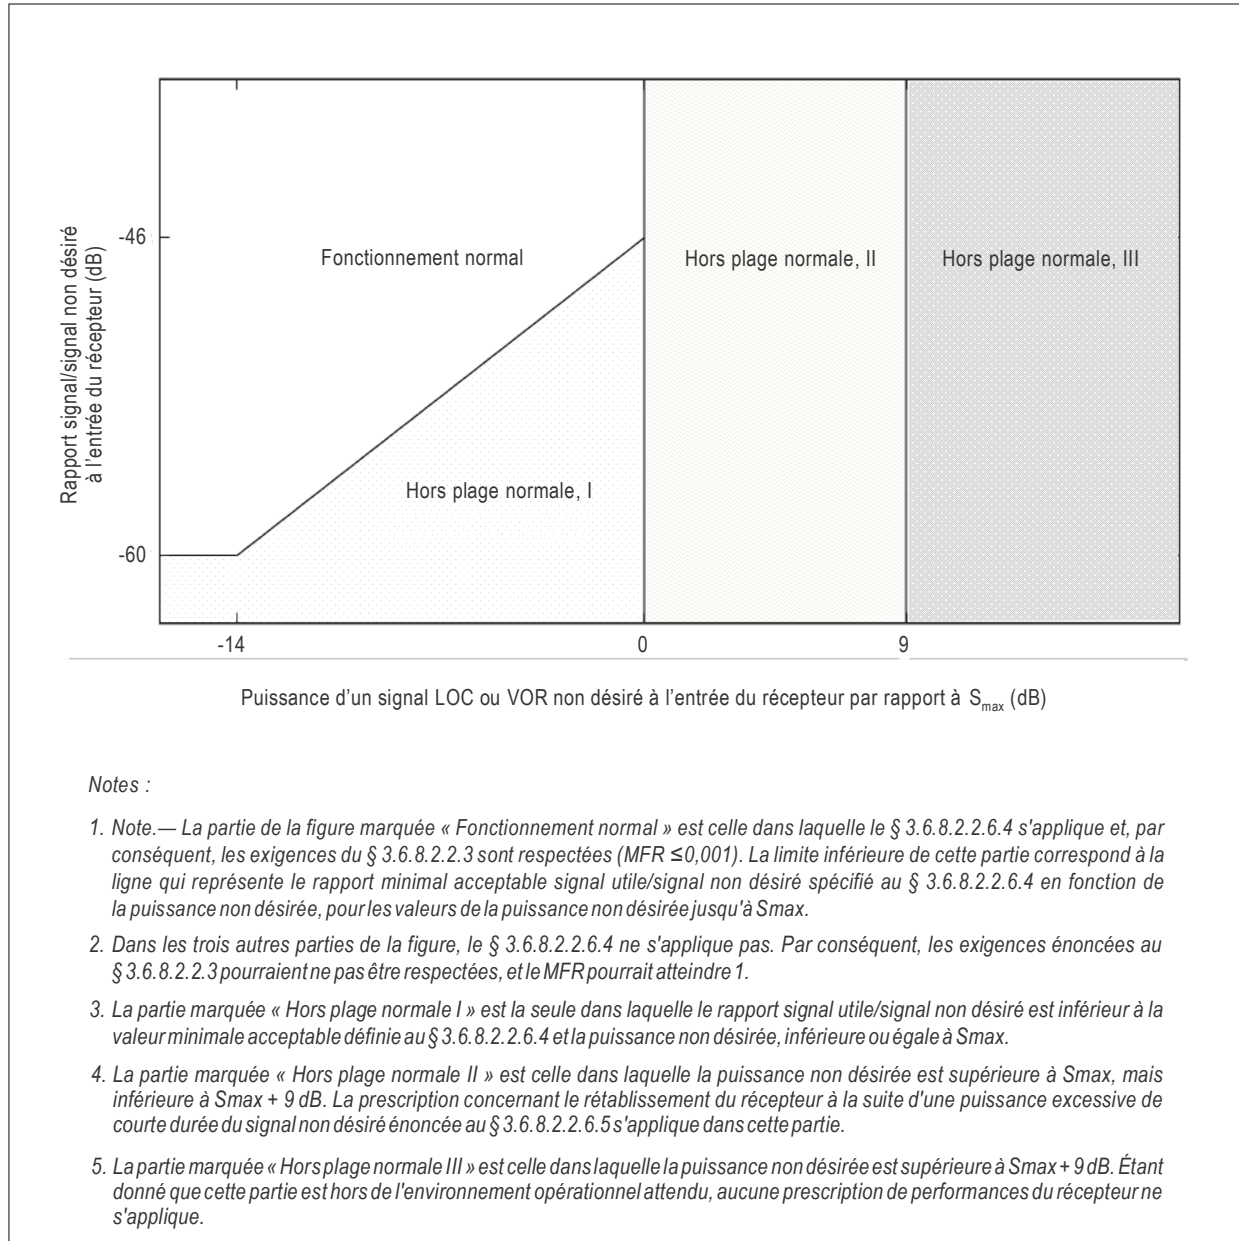 Rapport signal/signal non désiré
à l'entrée du récepteur (dB)
-46
-60
Fonctionnement normal
Hors plage normale, I
Hors plage normale, II
Hors plage normale, III
-14
0
9
Puissance d'un signal LOC ou VOR non désiré à l'entrée du récepteur par rapport à Smax (dB)
Notes :
1. Note.— La partie de la figure marquée « Fonctionnement normal » est celle dans laquelle le § 3.6.8.2.2.6.4 s'applique et, par
conséquent, les exigences du § 3.6.8.2.2.3 sont respectées (MFR ≤0,001). La limite inférieure de cette partie correspond à la
ligne qui représente le rapport minimal acceptable signal utile/signal non désiré spécifié au § 3.6.8.2.2.6.4 en fonction de
la puissance non désirée, pour les valeurs de la puissance non désirée jusqu'à Smax.
2. Dans les trois autres parties de la figure, le § 3.6.8.2.2.6.4 ne s'applique pas. Par conséquent, les exigences énoncées au
§ 3.6.8.2.2.3 pourraient ne pas être respectées, et le MFR pourrait atteindre 1.
3. La partie marquée « Hors plage normale I » est la seule dans laquelle le rapport signal utile/signal non désiré est inférieur à la
valeur minimale acceptable définie au § 3.6.8.2.2.6.4 et la puissance non désirée, inférieure ou égale à Smax.
4. La partie marquée « Hors plage normale II » est celle dans laquelle la puissance non désirée est supérieure à Smax, mais
inférieure à Smax + 9 dB. La prescription concernant le rétablissement du récepteur à la suite d'une puissance excessive de
courte durée du signal non désiré énoncée au § 3.6.8.2.2.6.5 s'applique dans cette partie.
5. La partie marquée « Hors plage normale III » est celle dans laquelle la puissance non désirée est supérieure à Smax + 9 dB. Étant
donné que cette partie est hors de l'environnement opérationnel attendu, aucune prescription de performances du récepteur ne
s'applique.